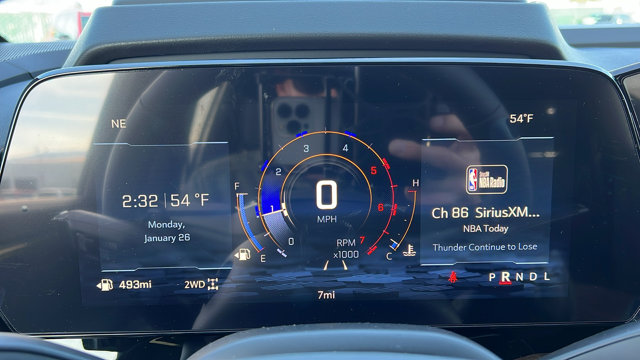 NE
54°F
2:32 54 °F
Monday,
January 26
F
E
0
1
2
3
4
5
6
7
0
MPH
RPM
x1000
H
C
NBA Radio
Ch 86 SiriusXM...
NBA Today
Thunder Continue to Lose
493mi
2WD
7mi
P R N D L